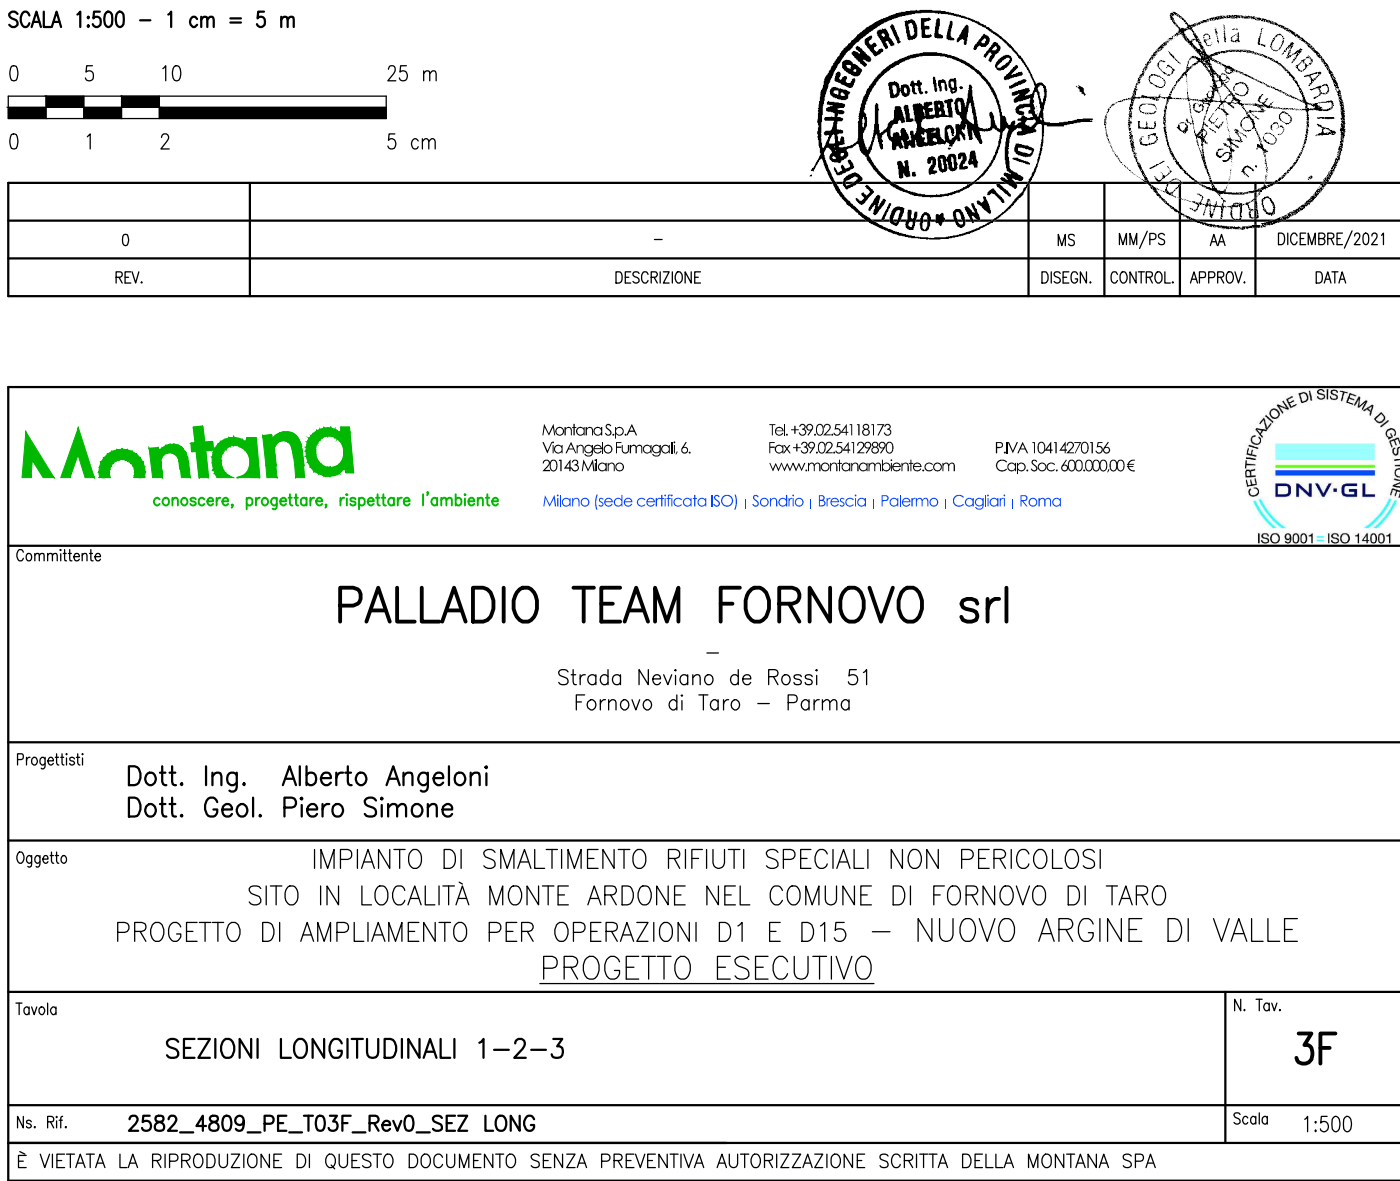 SCALA 1:500 – 1 cm = 5 m
0 5 10 25 m
0 1 2 5 cm
ORDINE DEGLI INGEGNERI DELLA PROVINCIA DI MILANO
Dott. Ing.
ALBERTO
ANGELONI
N. 20024
ORDINE DEI GEOLOGI della LOMBARDIA
PIETRO
SIMONE
n. 1030
0 – MS MM/PS AA DICEMBRE/2021
REV. DESCRIZIONE DISEGN. CONTROL. APPROV. DATA
Montana
conoscere, progettare, rispettare l'ambiente
Montana S.p.A
Via Angelo Fumagalli, 6.
20143 Milano
Tel. +39.02.54118173
Fax +39.02.54129890
www.montanambiente.com
P.IVA 10414270156
Cap. Soc. 600.000,00 €
Milano (sede certificata ISO) | Sondrio | Brescia | Palermo | Cagliari | Roma
CERTIFICAZIONE DI SISTEMA DI GESTIONE
DNV·GL
ISO 9001 = ISO 14001
Committente
PALLADIO TEAM FORNOVO srl
–
Strada Neviano de Rossi 51
Fornovo di Taro – Parma
Progettisti
Dott. Ing. Alberto Angeloni
Dott. Geol. Piero Simone
Oggetto
IMPIANTO DI SMALTIMENTO RIFIUTI SPECIALI NON PERICOLOSI
SITO IN LOCALITÀ MONTE ARDONE NEL COMUNE DI FORNOVO DI TARO
PROGETTO DI AMPLIAMENTO PER OPERAZIONI D1 E D15 – NUOVO ARGINE DI VALLE
PROGETTO ESECUTIVO
Tavola
SEZIONI LONGITUDINALI 1–2–3
N. Tav.
3F
Ns. Rif. 2582_4809_PE_T03F_Rev0_SEZ LONG
Scala 1:500
È VIETATA LA RIPRODUZIONE DI QUESTO DOCUMENTO SENZA PREVENTIVA AUTORIZZAZIONE SCRITTA DELLA MONTANA SPA